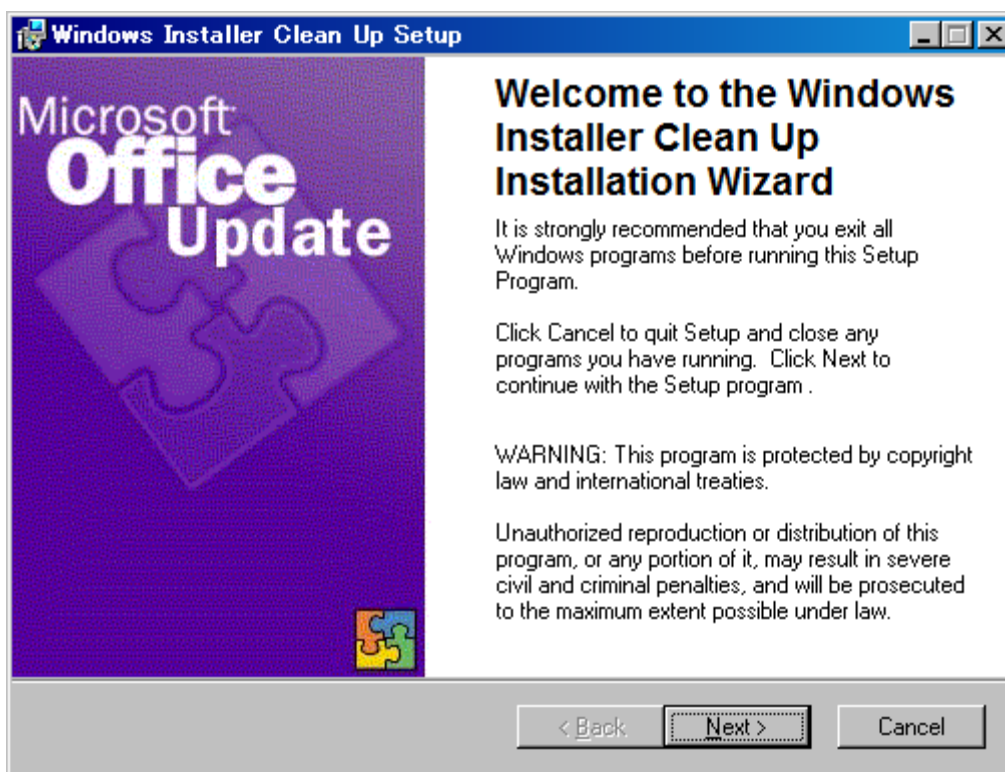 Windows Installer Clean Up Setup
Microsoft
Office
Update
Welcome to the Windows
Installer Clean Up
Installation Wizard
It is strongly recommended that you exit all
Windows programs before running this Setup
Program.
Click Cancel to quit Setup and close any
programs you have running.  Click Next to
continue with the Setup program .
WARNING: This program is protected by copyright
law and international treaties.
Unauthorized reproduction or distribution of this
program, or any portion of it, may result in severe
civil and criminal penalties, and will be prosecuted
to the maximum extent possible under law.
< Back
Next >
Cancel